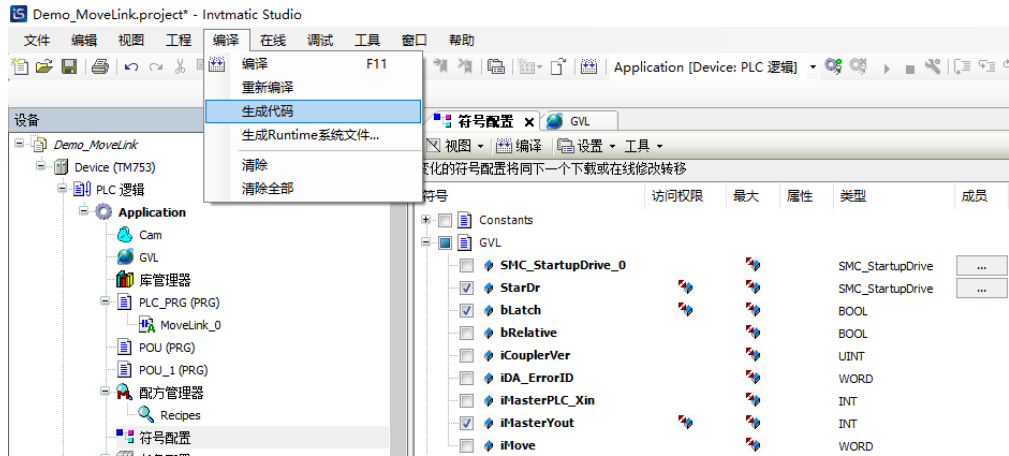 Demo_MoveLink.project* - Invtmatic Studio
文件 编辑 视图 工程 编译 在线 调试 工具 窗口 帮助
编译 F11
重新编译
生成代码
生成Runtime系统文件...
清除
清除全部
Application [Device: PLC 逻辑]
设备
Demo_MoveLink
Device (TM753)
PLC 逻辑
Application
Cam
GVL
库管理器
PLC_PRG (PRG)
MoveLink_0
POU (PRG)
POU_1 (PRG)
配方管理器
Recipes
符号配置
符号配置 GVL
视图 编译 设置 工具
变化的符号配置将同下一个下载或在线修改转移
符号 访问权限 最大 属性 类型 成员
Constants
GVL
SMC_StartupDrive_0 SMC_StartupDrive ...
StarDr SMC_StartupDrive ...
bLatch BOOL
bRelative BOOL
iCouplerVer UINT
iDA_ErrorID WORD
iMasterPLC_Xin INT
iMasterYout INT
iMove WORD